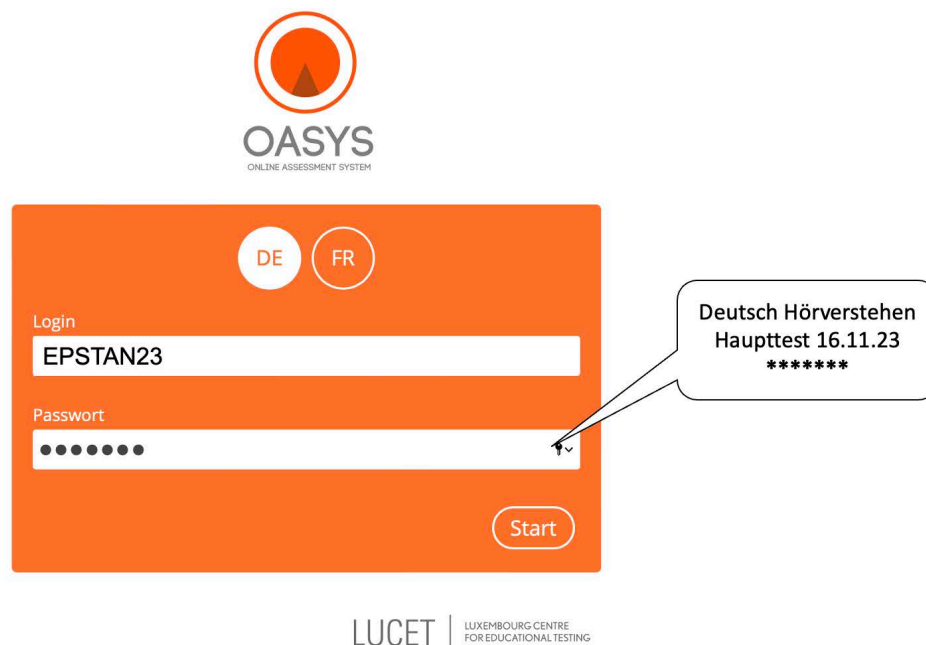 OASYS
ONLINE ASSESSMENT SYSTEM
DE FR
Login
EPSTAN23
Passwort
●●●●●●●
Start
Deutsch Hörverstehen
Haupttest 16.11.23
*******
LUCET
LUXEMBOURG CENTRE
FOR EDUCATIONAL TESTING